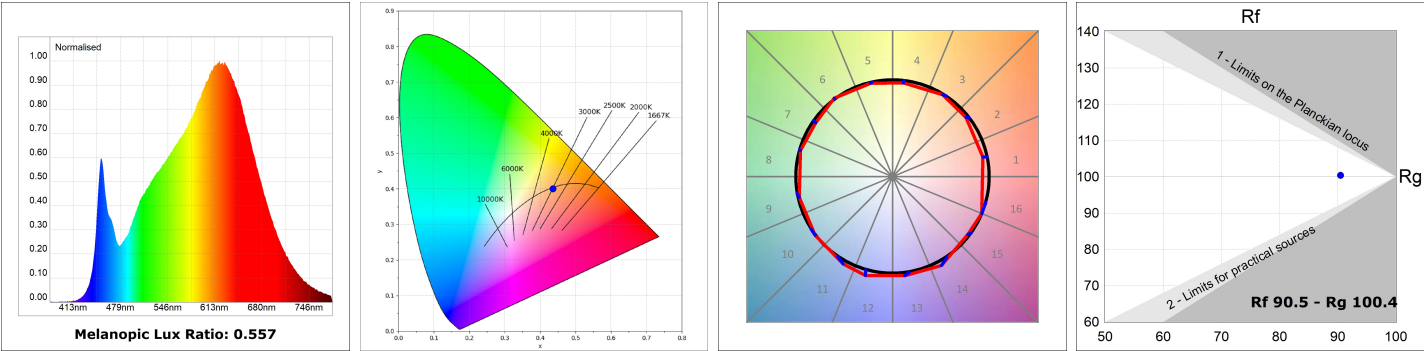 Normalised
1.00
0.90
0.80
0.70
0.60
0.50
0.40
0.30
0.20
0.10
0.00
413nm 479nm 546nm 613nm 680nm 746nm
Melanopic Lux Ratio: 0.557
0.9
0.8
0.7
0.6
0.5
0.4
0.3
0.2
0.1
0.0
y
0.0 0.1 0.2 0.3 0.4 0.5 0.6 0.7 0.8
x
10000K
6000K
4000K
3000K
2500K
2000K
1667K
1
2
3
4
5
6
7
8
9
10
11
12
13
14
15
16
Rf
140
130
120
110
100
90
80
70
60
50 60 70 80 90 100
Rg
1 - Limits on the Planckian locus
2 - Limits for practical sources
Rf 90.5 - Rg 100.4